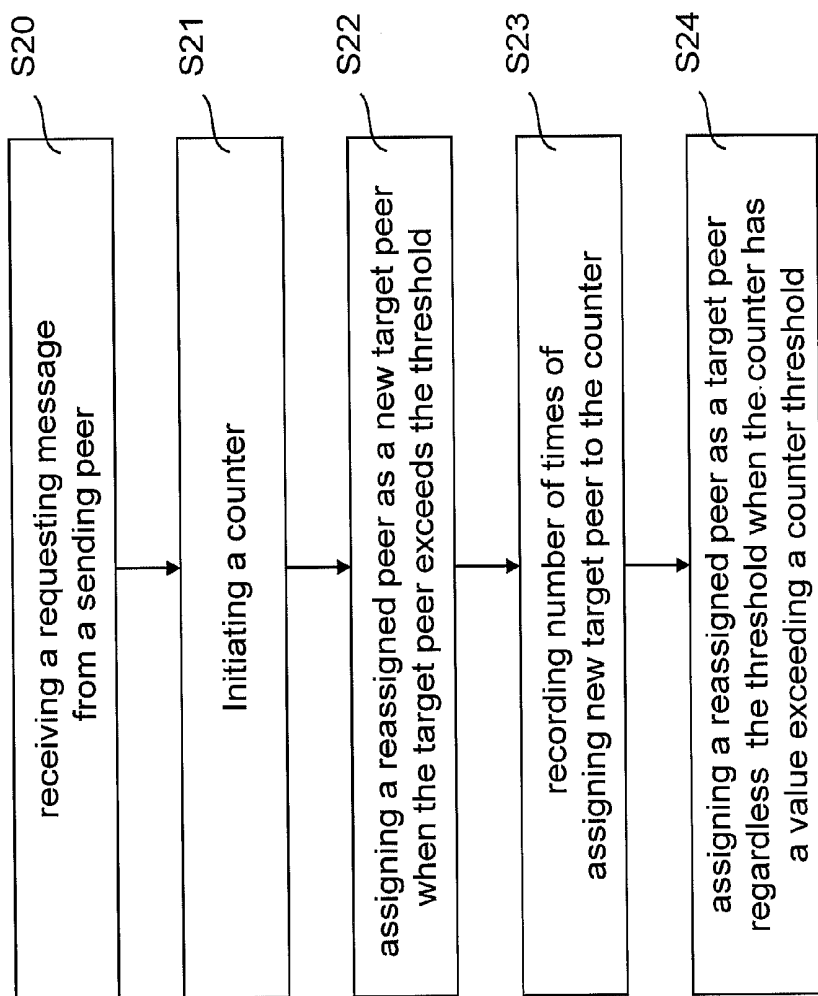 S20
receiving a requesting message
from a sending peer
S21
Initiating a counter
S22
assigning a reassigned peer as a new target peer
when the target peer exceeds the threshold
S23
recording number of times of
assigning new target peer to the counter
S24
assigning a reassigned peer as a target peer
regardless the threshold when the counter has
a value exceeding a counter threshold